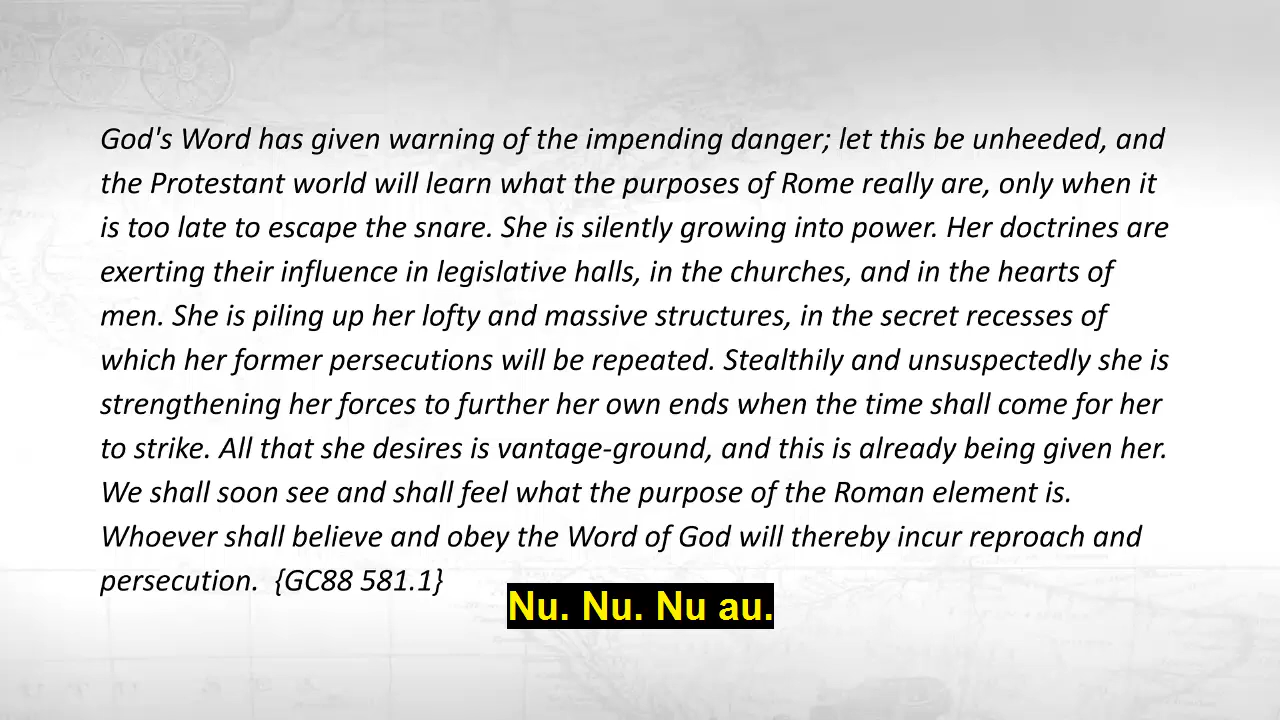 God's Word has given warning of the impending danger; let this be unheeded, and
the Protestant world will learn what the purposes of Rome really are, only when it
is too late to escape the snare. She is silently growing into power. Her doctrines are
exerting their influence in legislative halls, in the churches, and in the hearts of
men. She is piling up her lofty and massive structures, in the secret recesses of
which her former persecutions will be repeated. Stealthily and unsuspectedly she is
strengthening her forces to further her own ends when the time shall come for her
to strike. All that she desires is vantage-ground, and this is already being given her.
We shall soon see and shall feel what the purpose of the Roman element is.
Whoever shall believe and obey the Word of God will thereby incur reproach and
persecution.  {GC88 581.1}
Nu. Nu. Nu au.